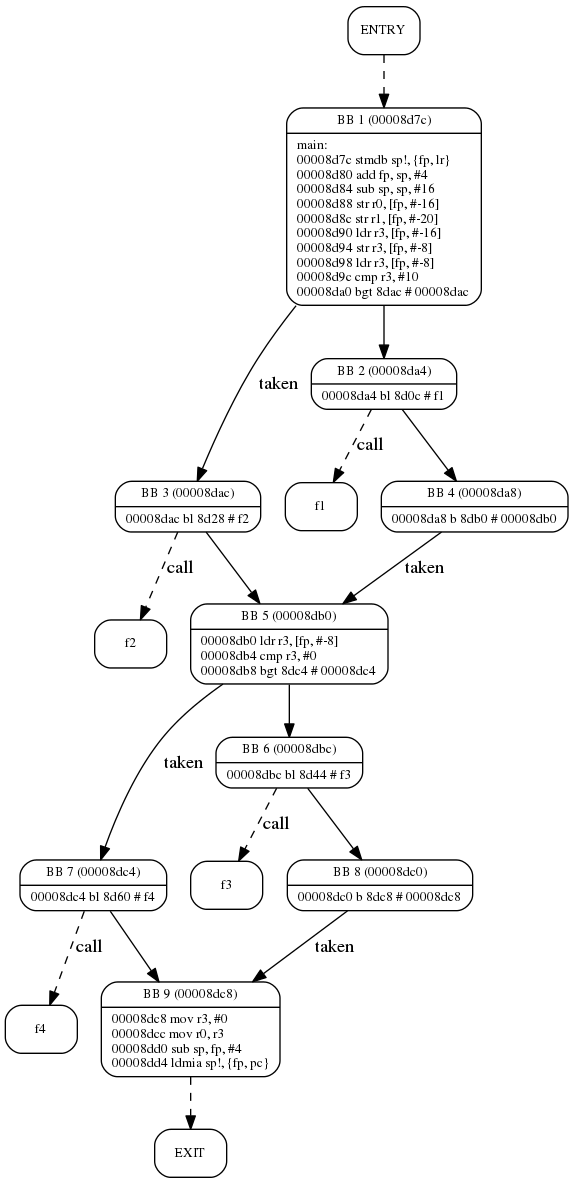 ENTRY
BB 1 (00008d7c)
main:
00008d7c stmdb sp!, {fp, lr}
00008d80 add fp, sp, #4
00008d84 sub sp, sp, #16
00008d88 str r0, [fp, #-16]
00008d8c str r1, [fp, #-20]
00008d90 ldr r3, [fp, #-16]
00008d94 str r3, [fp, #-8]
00008d98 ldr r3, [fp, #-8]
00008d9c cmp r3, #10
00008da0 bgt 8dac # 00008dac
taken
BB 2 (00008da4)
00008da4 bl 8d0c # f1
call
BB 3 (00008dac)
00008dac bl 8d28 # f2
f1
BB 4 (00008da8)
00008da8 b 8db0 # 00008db0
call
taken
f2
BB 5 (00008db0)
00008db0 ldr r3, [fp, #-8]
00008db4 cmp r3, #0
00008db8 bgt 8dc4 # 00008dc4
taken
BB 6 (00008dbc)
00008dbc bl 8d44 # f3
call
BB 7 (00008dc4)
00008dc4 bl 8d60 # f4
f3
BB 8 (00008dc0)
00008dc0 b 8dc8 # 00008dc8
call
taken
f4
BB 9 (00008dc8)
00008dc8 mov r3, #0
00008dcc mov r0, r3
00008dd0 sub sp, fp, #4
00008dd4 ldmia sp!, {fp, pc}
EXIT